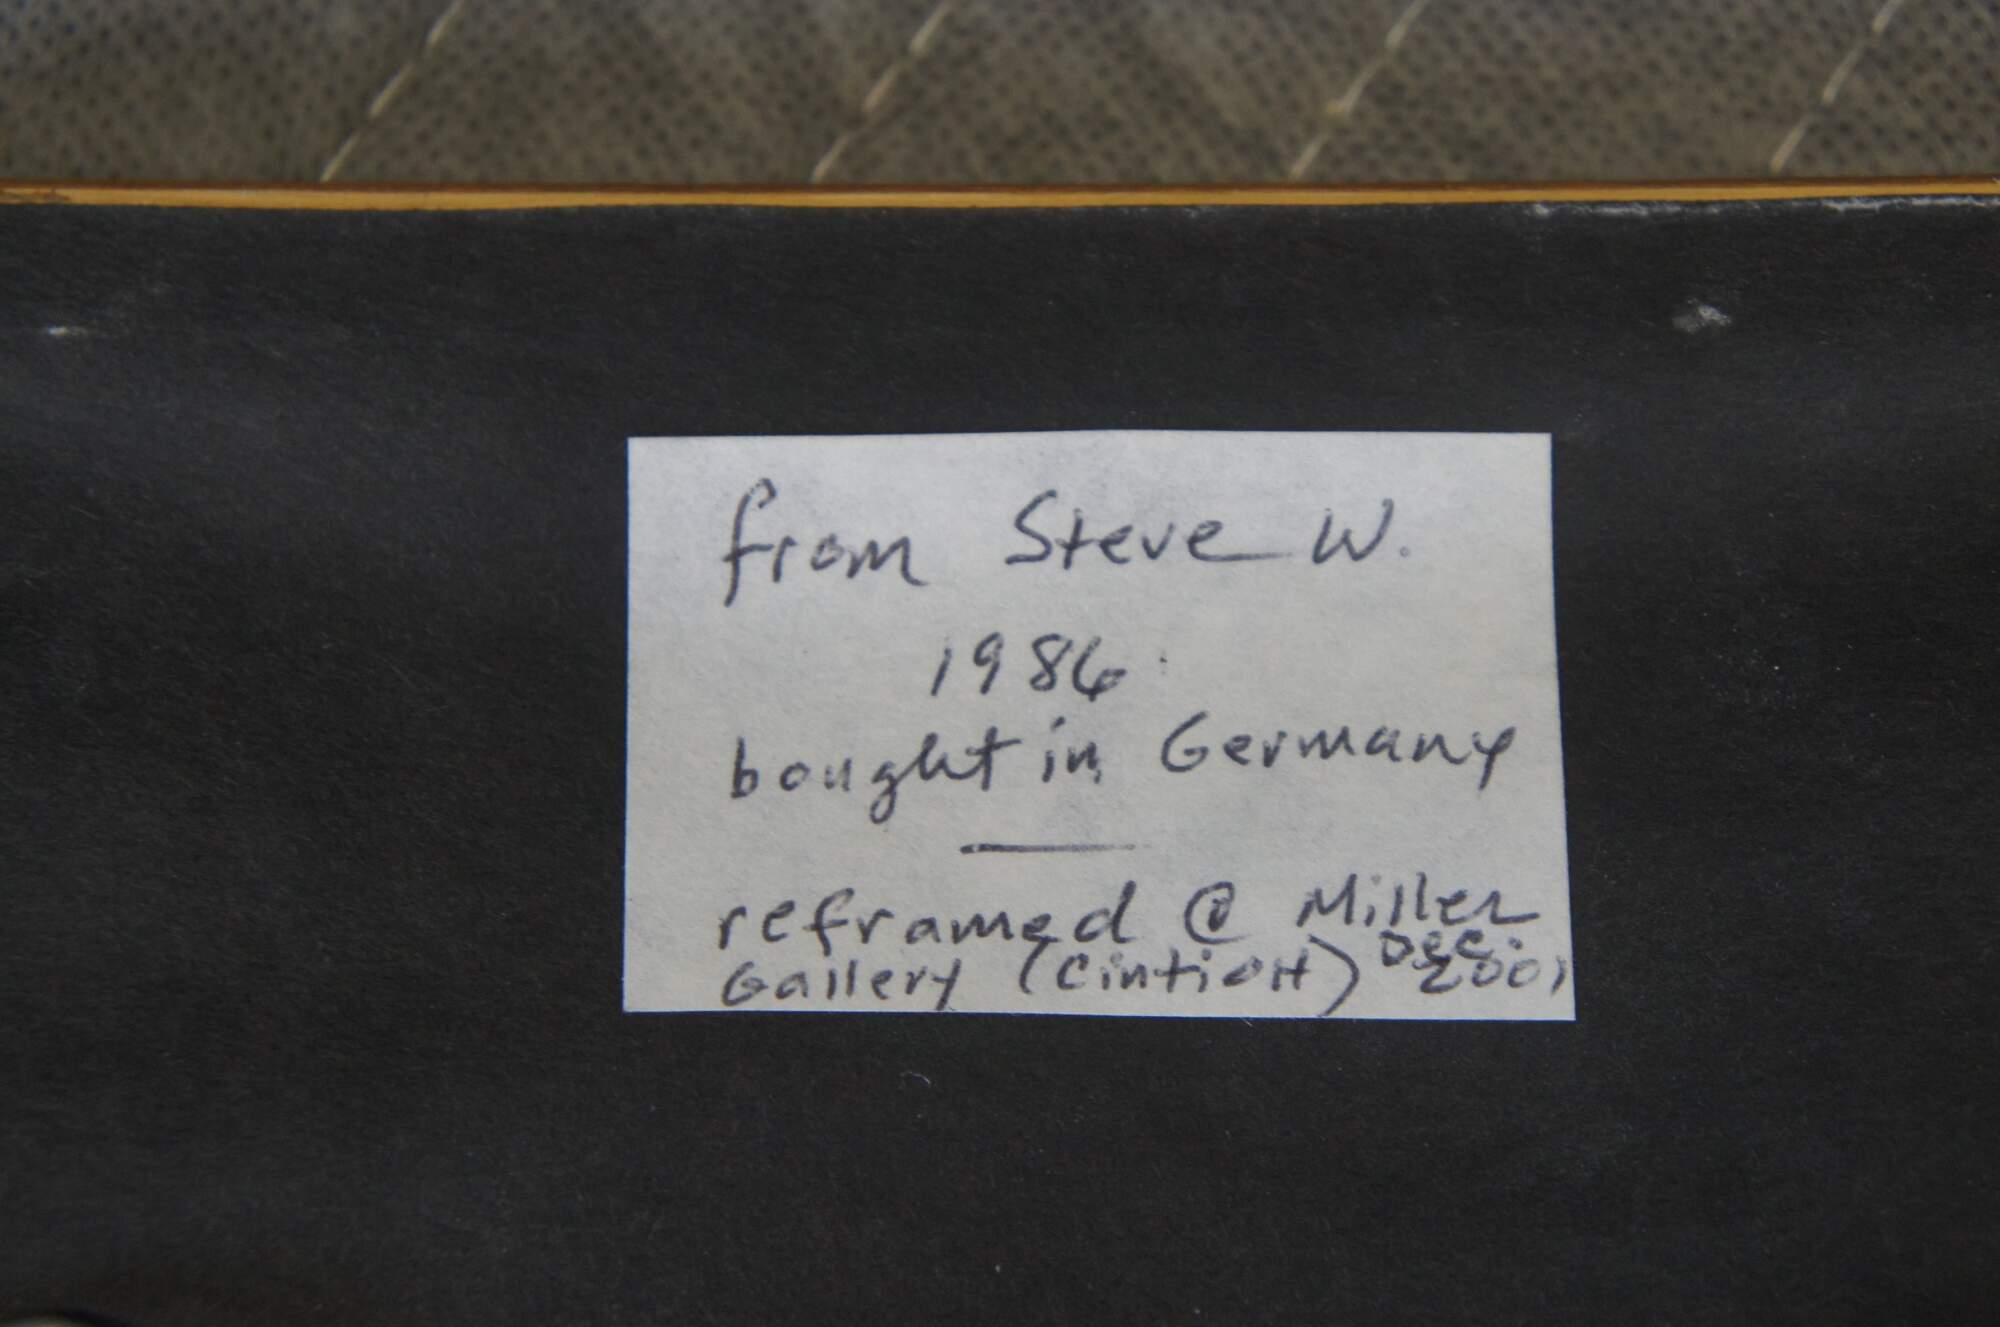 from Steve W.
1986
bought in Germany
reframed @ Miller
Gallery (CintiOH) Dec. 2001